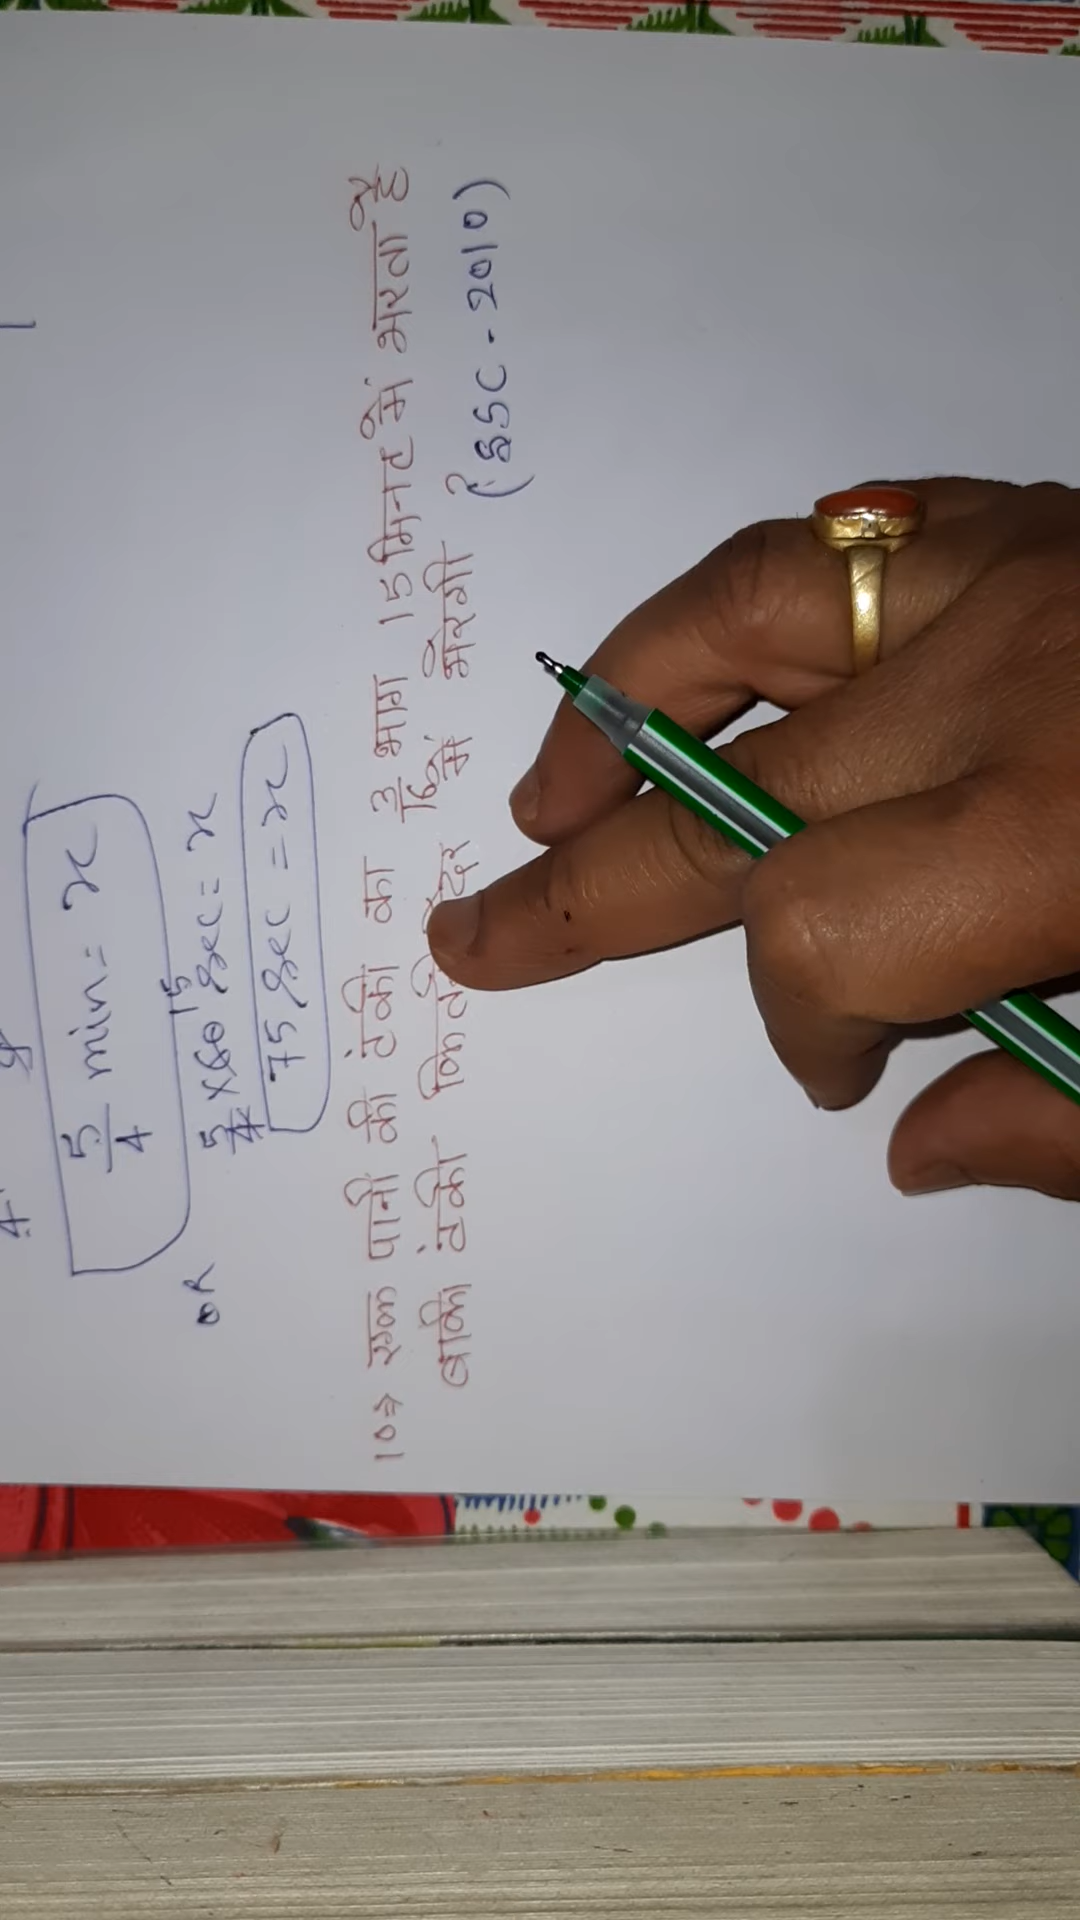 5/4 min = x
OR 5/4 × 60 15 sec = x
75 sec = x
10⇒ एक पानी की टंकी का 3/16 भाग 15 मिनट में भरता है
बाकी टंकी में भरेगी ?
(SSC - 2010)